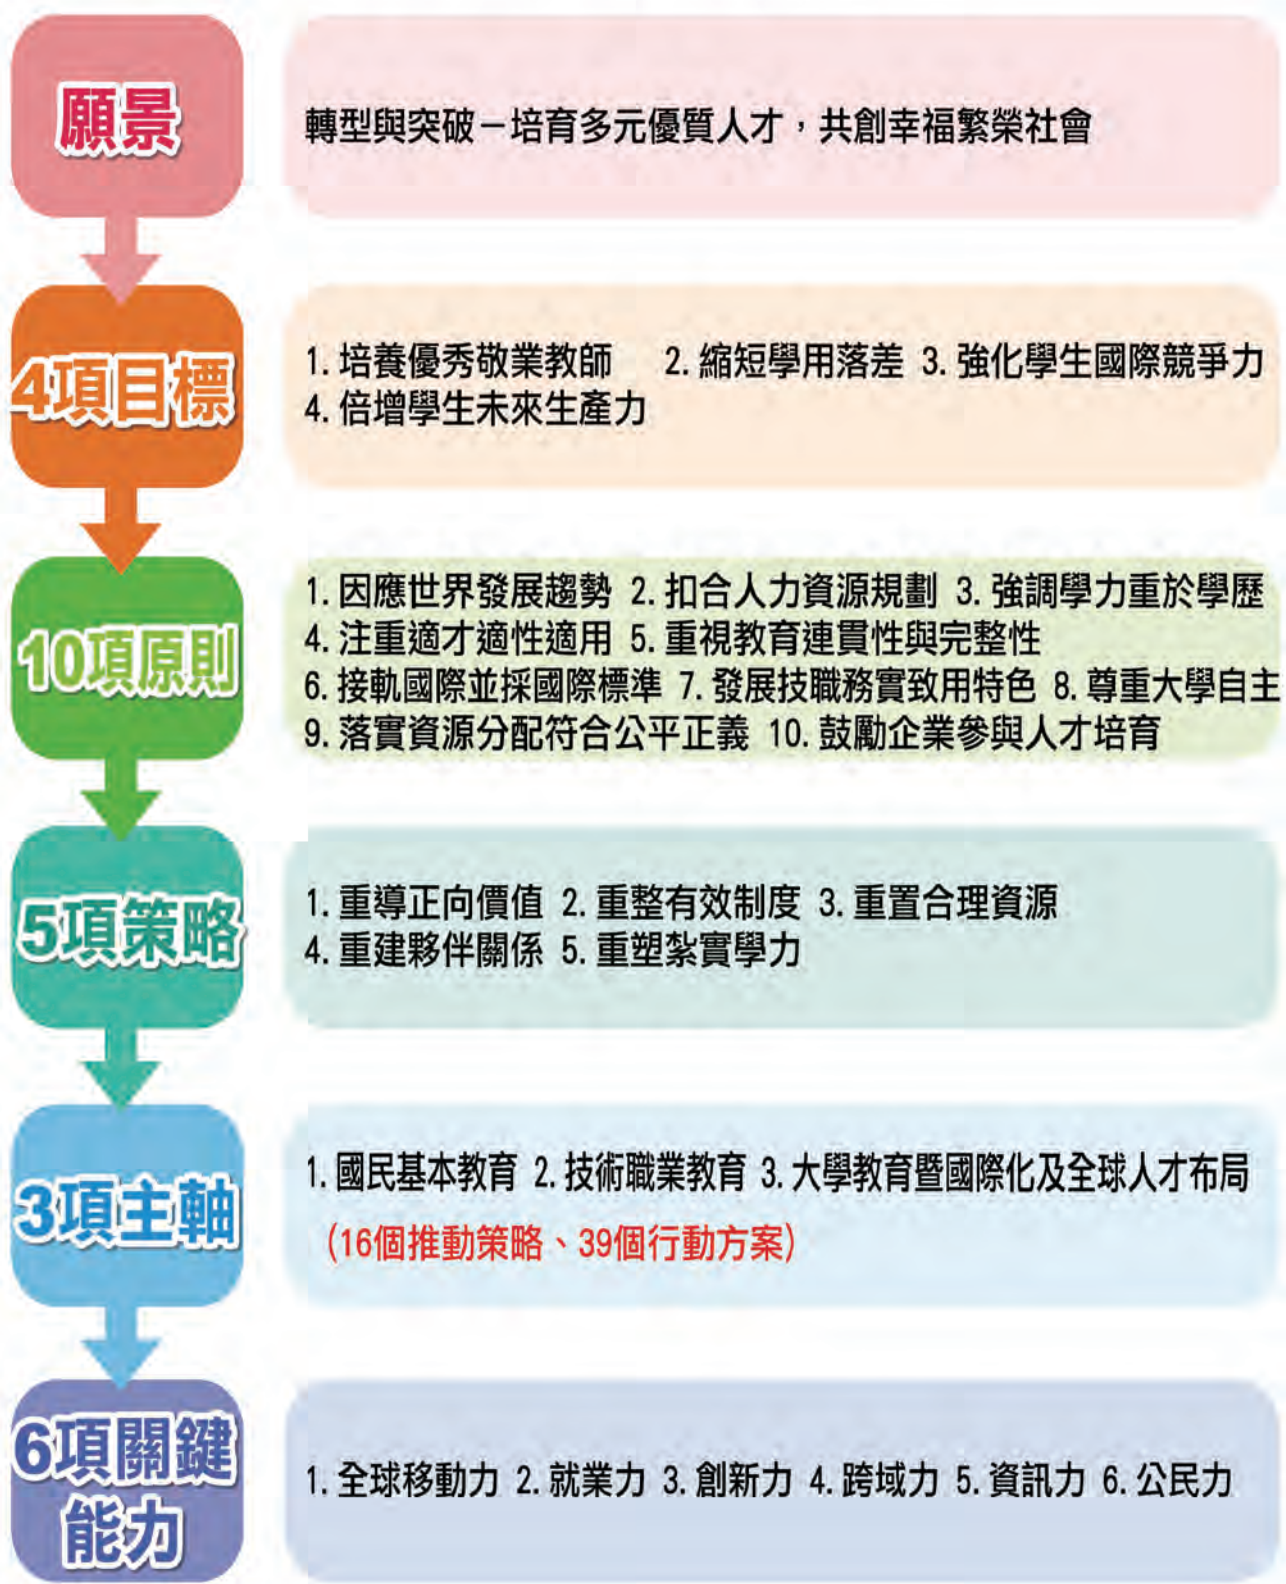 願景
轉型與突破－培育多元優質人才，共創幸福繁榮社會
4項目標
1. 培養優秀敬業教師 2. 縮短學用落差 3. 強化學生國際競爭力
4. 倍增學生未來生產力
10項原則
1. 因應世界發展趨勢 2. 扣合人力資源規劃 3. 強調學力重於學歷
4. 注重適才適性適用 5. 重視教育連貫性與完整性
6. 接軌國際並採國際標準 7. 發展技職務實致用特色 8. 尊重大學自主
9. 落實資源分配符合公平正義 10. 鼓勵企業參與人才培育
5項策略
1. 重導正向價值 2. 重整有效制度 3. 重置合理資源
4. 重建夥伴關係 5. 重塑紮實學力
3項主軸
1. 國民基本教育 2. 技術職業教育 3. 大學教育暨國際化及全球人才布局
(16個推動策略、39個行動方案)
6項關鍵
能力
1. 全球移動力 2. 就業力 3. 創新力 4. 跨域力 5. 資訊力 6. 公民力